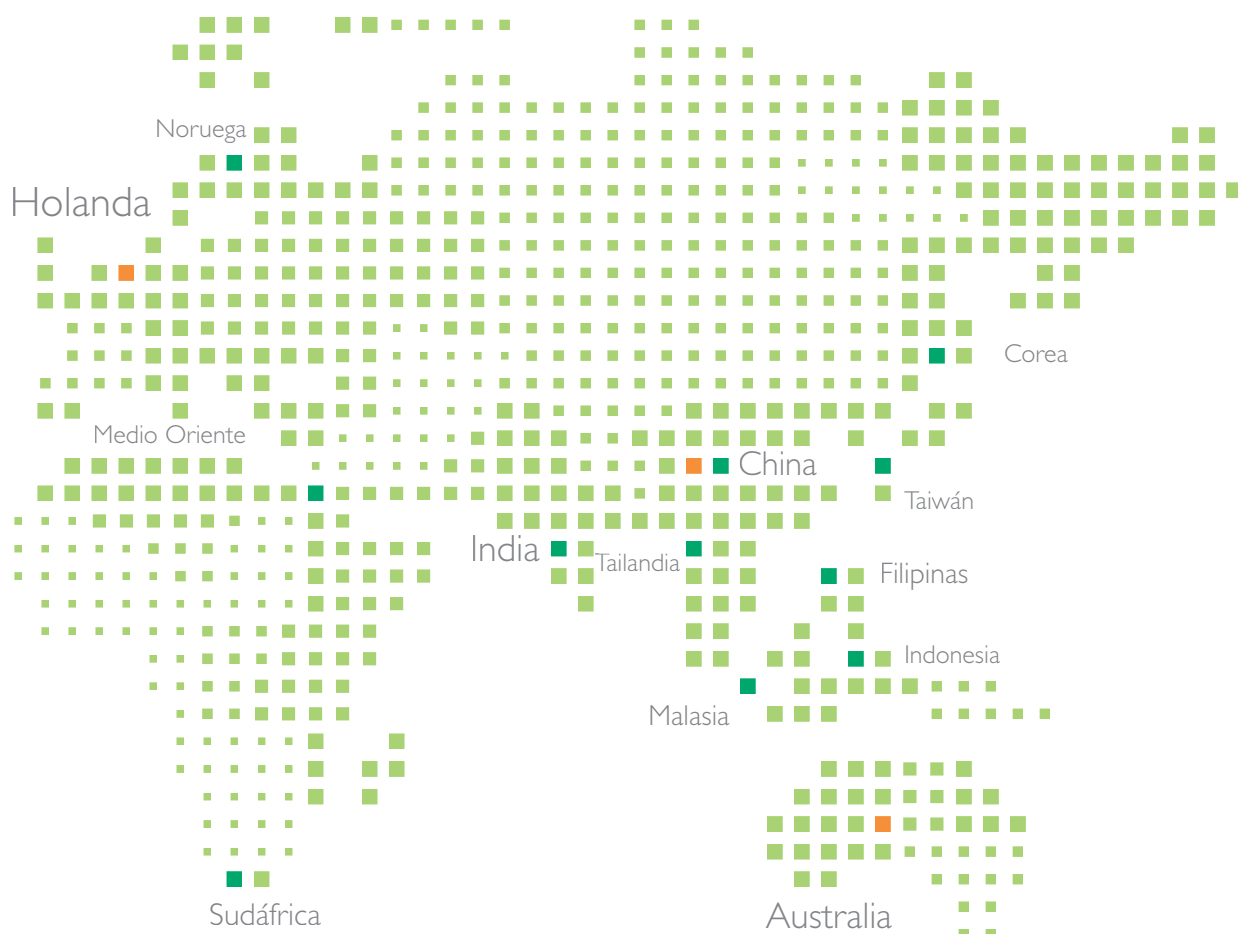 Noruega
Holanda
Corea
Medio Oriente
China
Taiwán
India
Tailandia
Filipinas
Indonesia
Malasia
Sudáfrica
Australia